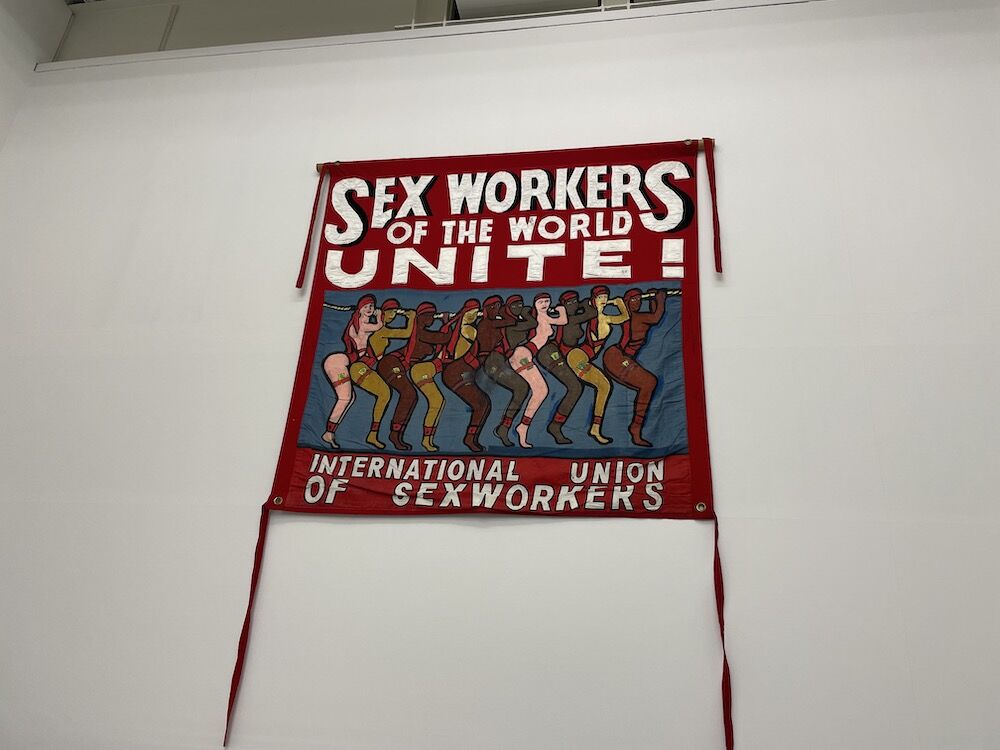 SEX WORKERS
OF THE WORLD
UNITE!
INTERNATIONAL UNION
OF SEXWORKERS